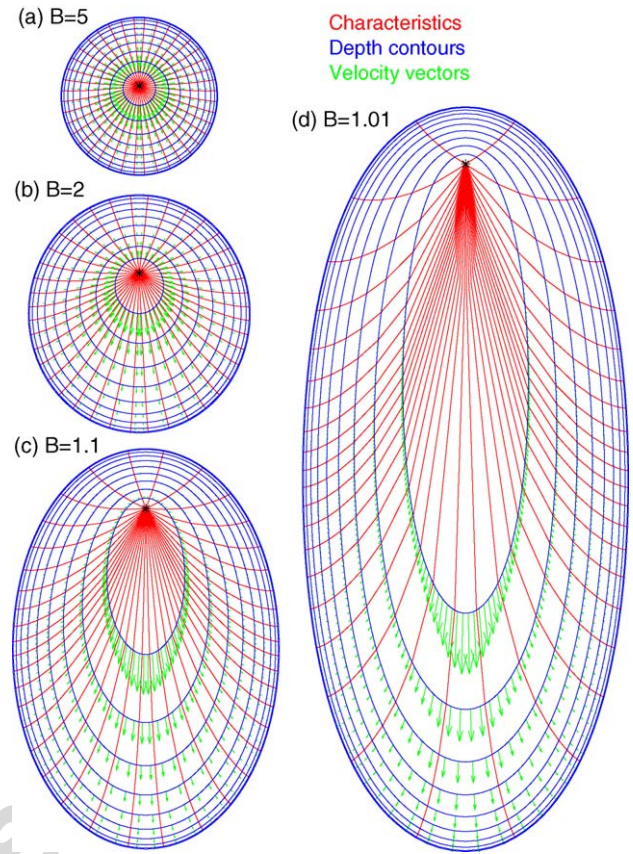 (a) B=5
Characteristics
Depth contours
Velocity vectors
(d) B=1.01
(b) B=2
(c) B=1.1